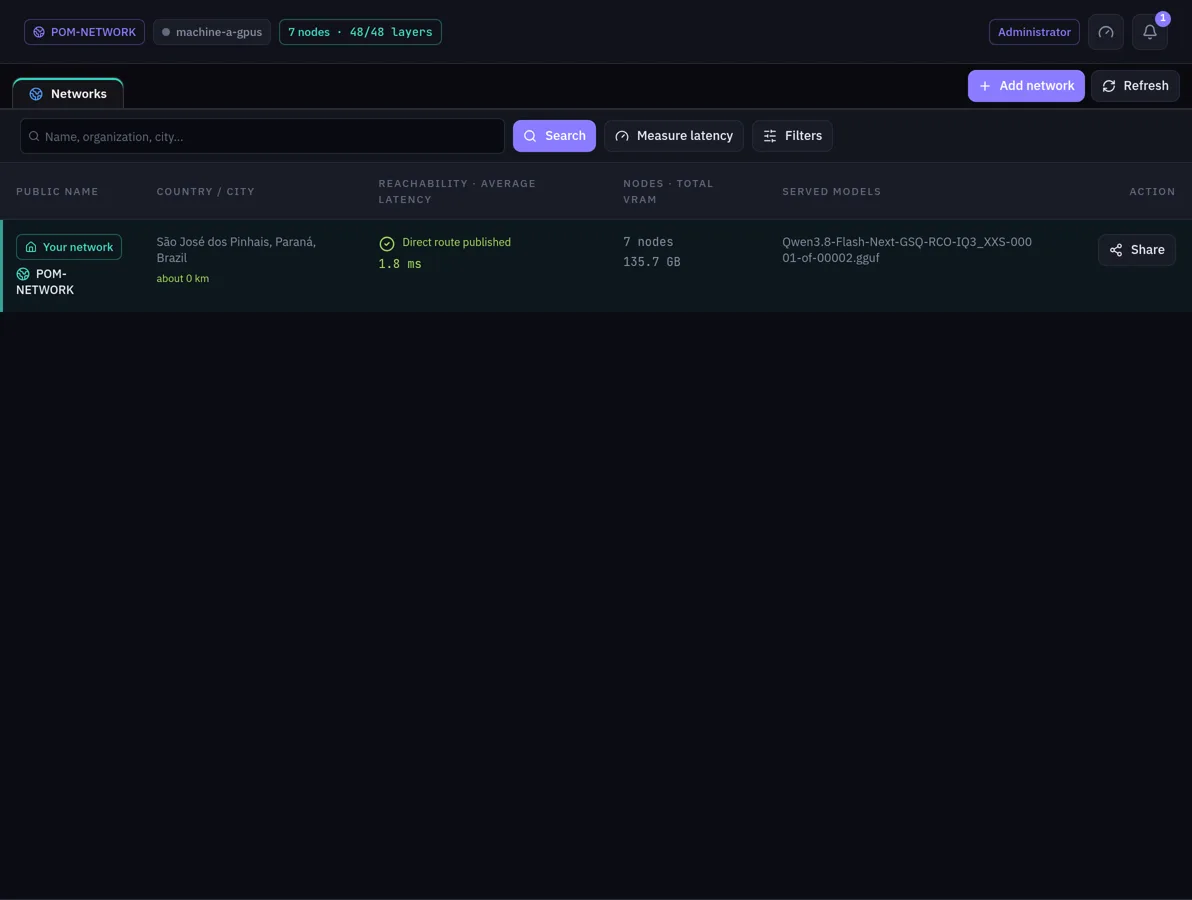 POM-NETWORK
machine-a-gpus
7 nodes · 48/48 layers
Administrator
1
Networks
Add network
Refresh
Name, organization, city...
Search
Measure latency
Filters
PUBLIC NAME
COUNTRY / CITY
REACHABILITY · AVERAGE
LATENCY
NODES · TOTAL
VRAM
SERVED MODELS
ACTION
Your network
POM-
NETWORK
São José dos Pinhais, Paraná,
Brazil
about 0 km
Direct route published
1.8 ms
7 nodes
135.7 GB
Qwen3.8-Flash-Next-GSQ-RCO-IQ3_XXS-000
01-of-00002.gguf
Share